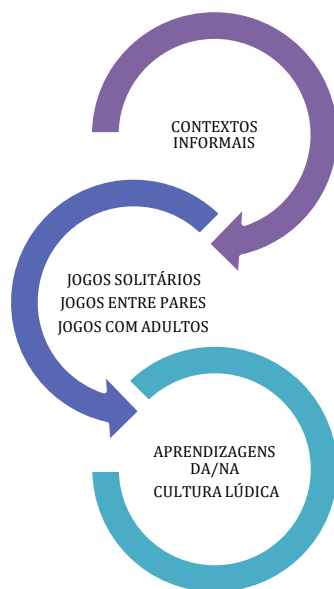 CONTEXTOS
INFORMAIS
JOGOS SOLITÁRIOS
JOGOS ENTRE PARES
JOGOS COM ADULTOS
APRENDIZAGENS
DA/NA
CULTURA LÚDICA